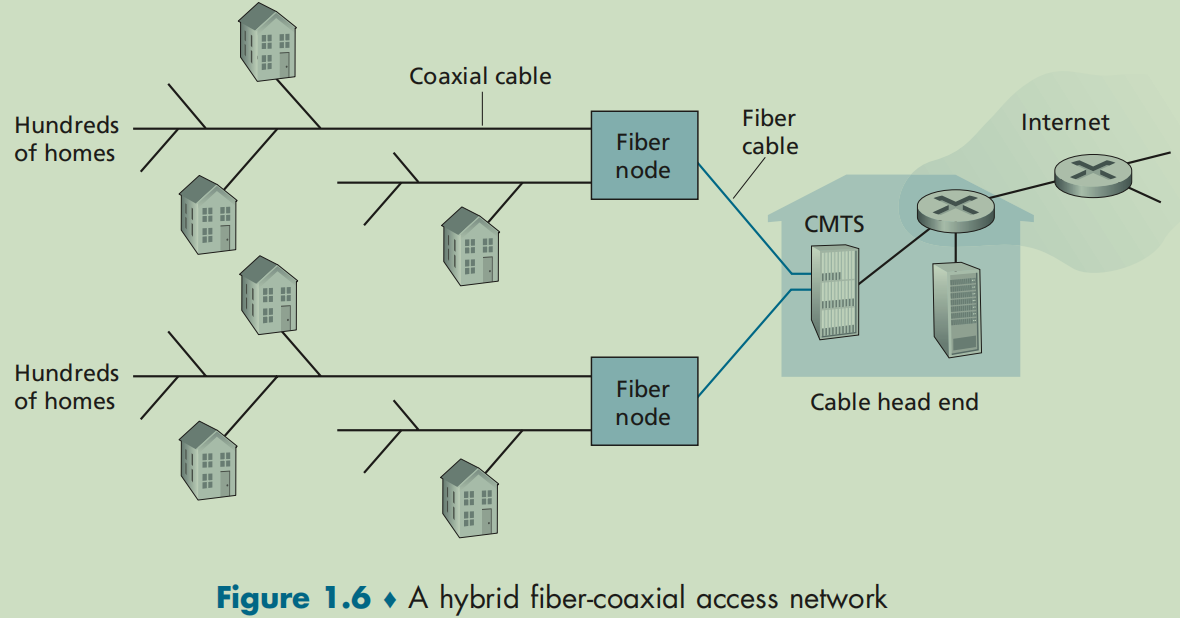 Coaxial cable
Hundreds
of homes
Fiber
node
Fiber
cable
Internet
CMTS
Hundreds
of homes
Fiber
node
Cable head end
Figure 1.6 ♦ A hybrid fiber-coaxial access network